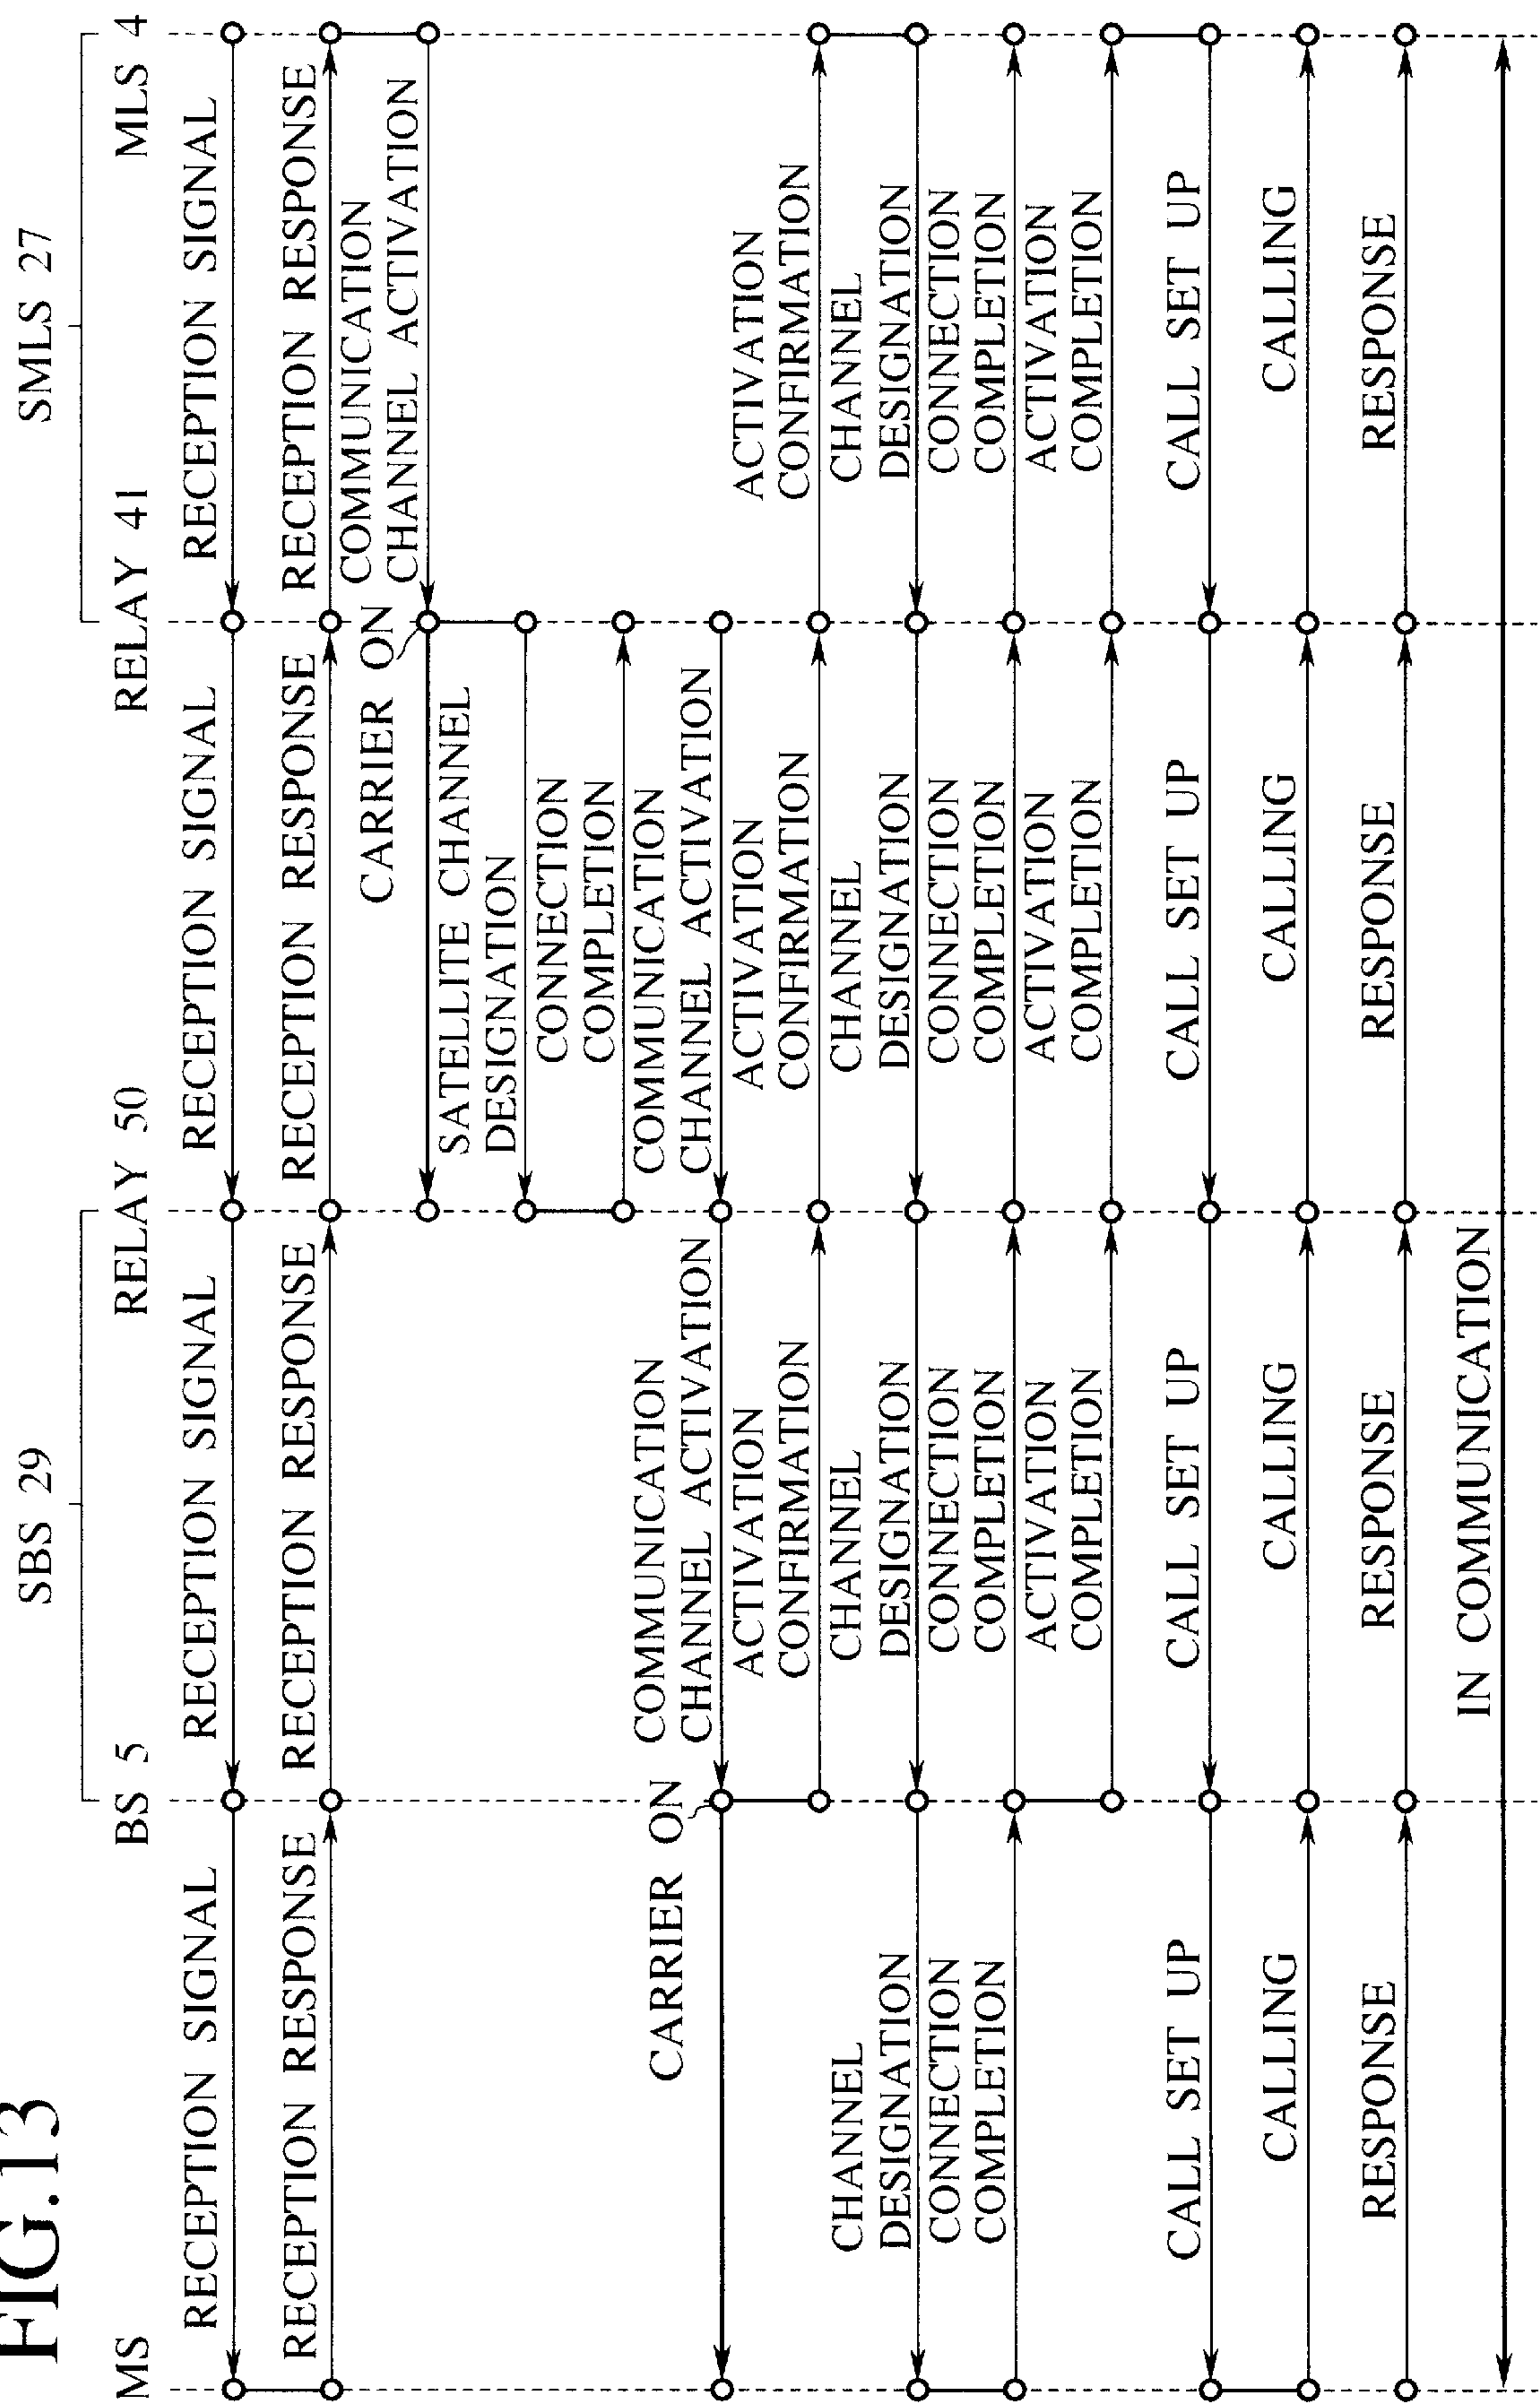 FIG.13
SBS 29
SMLS 27
MS
BS 5
RELAY 50
RELAY 41
MLS 4
RECEPTION SIGNAL
RECEPTION SIGNAL
RECEPTION SIGNAL
RECEPTION SIGNAL
RECEPTION RESPONSE
RECEPTION RESPONSE
RECEPTION RESPONSE
RECEPTION RESPONSE
COMMUNICATION
CHANNEL ACTIVATION
CARRIER ON
SATELLITE CHANNEL
DESIGNATION
CONNECTION
COMPLETION
COMMUNICATION
CHANNEL ACTIVATION
COMMUNICATION
CHANNEL ACTIVATION
CARRIER ON
ACTIVATION
CONFIRMATION
ACTIVATION
CONFIRMATION
ACTIVATION
CONFIRMATION
CHANNEL
DESIGNATION
CHANNEL
DESIGNATION
CHANNEL
DESIGNATION
CHANNEL
DESIGNATION
CONNECTION
COMPLETION
CONNECTION
COMPLETION
CONNECTION
COMPLETION
CONNECTION
COMPLETION
ACTIVATION
COMPLETION
ACTIVATION
COMPLETION
ACTIVATION
COMPLETION
CALL SET UP
CALL SET UP
CALL SET UP
CALL SET UP
CALLING
CALLING
CALLING
CALLING
RESPONSE
RESPONSE
RESPONSE
RESPONSE
IN COMMUNICATION